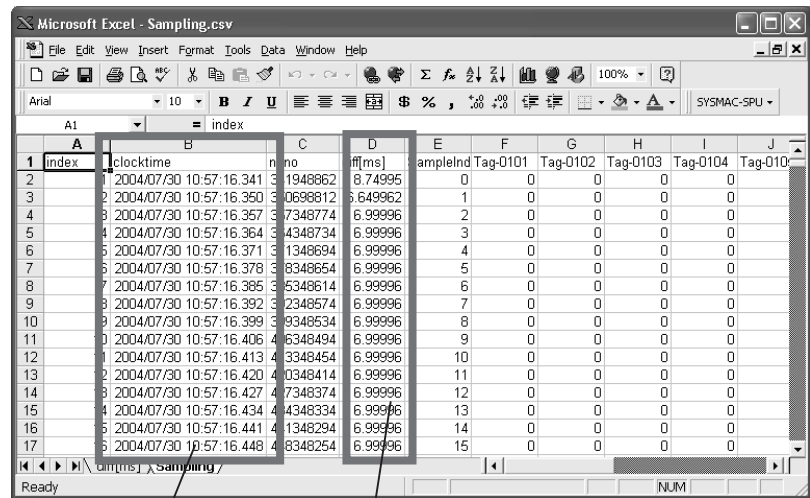 Microsoft Excel - Sampling.csv
File Edit View Insert Format Tools Data Window Help
100%
Arial 10 B I U $ % , SYSMAC-SPU
A1 = index
A B C D E F G H I J
1 index clocktime Tag-0101 Tag-0102 Tag-0103 Tag-0104
2 2004/07/30 10:57:16.341 8.74995 0 0 0 0 0
3 2004/07/30 10:57:16.350 1 0 0 0 0
4 2004/07/30 10:57:16.357 6.99996 2 0 0 0 0
5 2004/07/30 10:57:16.364 6.99996 3 0 0 0 0
6 2004/07/30 10:57:16.371 6.99996 4 0 0 0 0
7 2004/07/30 10:57:16.378 6.99996 5 0 0 0 0
8 2004/07/30 10:57:16.385 6.99996 6 0 0 0 0
9 2004/07/30 10:57:16.392 6.99996 7 0 0 0 0
10 2004/07/30 10:57:16.399 6.99996 8 0 0 0 0
11 2004/07/30 10:57:16.406 6.99996 9 0 0 0 0
12 2004/07/30 10:57:16.413 6.99996 10 0 0 0 0
13 2004/07/30 10:57:16.420 6.99996 11 0 0 0 0
14 2004/07/30 10:57:16.427 6.99996 12 0 0 0 0
15 2004/07/30 10:57:16.434 6.99996 13 0 0 0 0
16 2004/07/30 10:57:16.441 6.99996 14 0 0 0 0
17 2004/07/30 10:57:16.448 6.99996 15 0 0 0 0
Sampling
Ready NUM